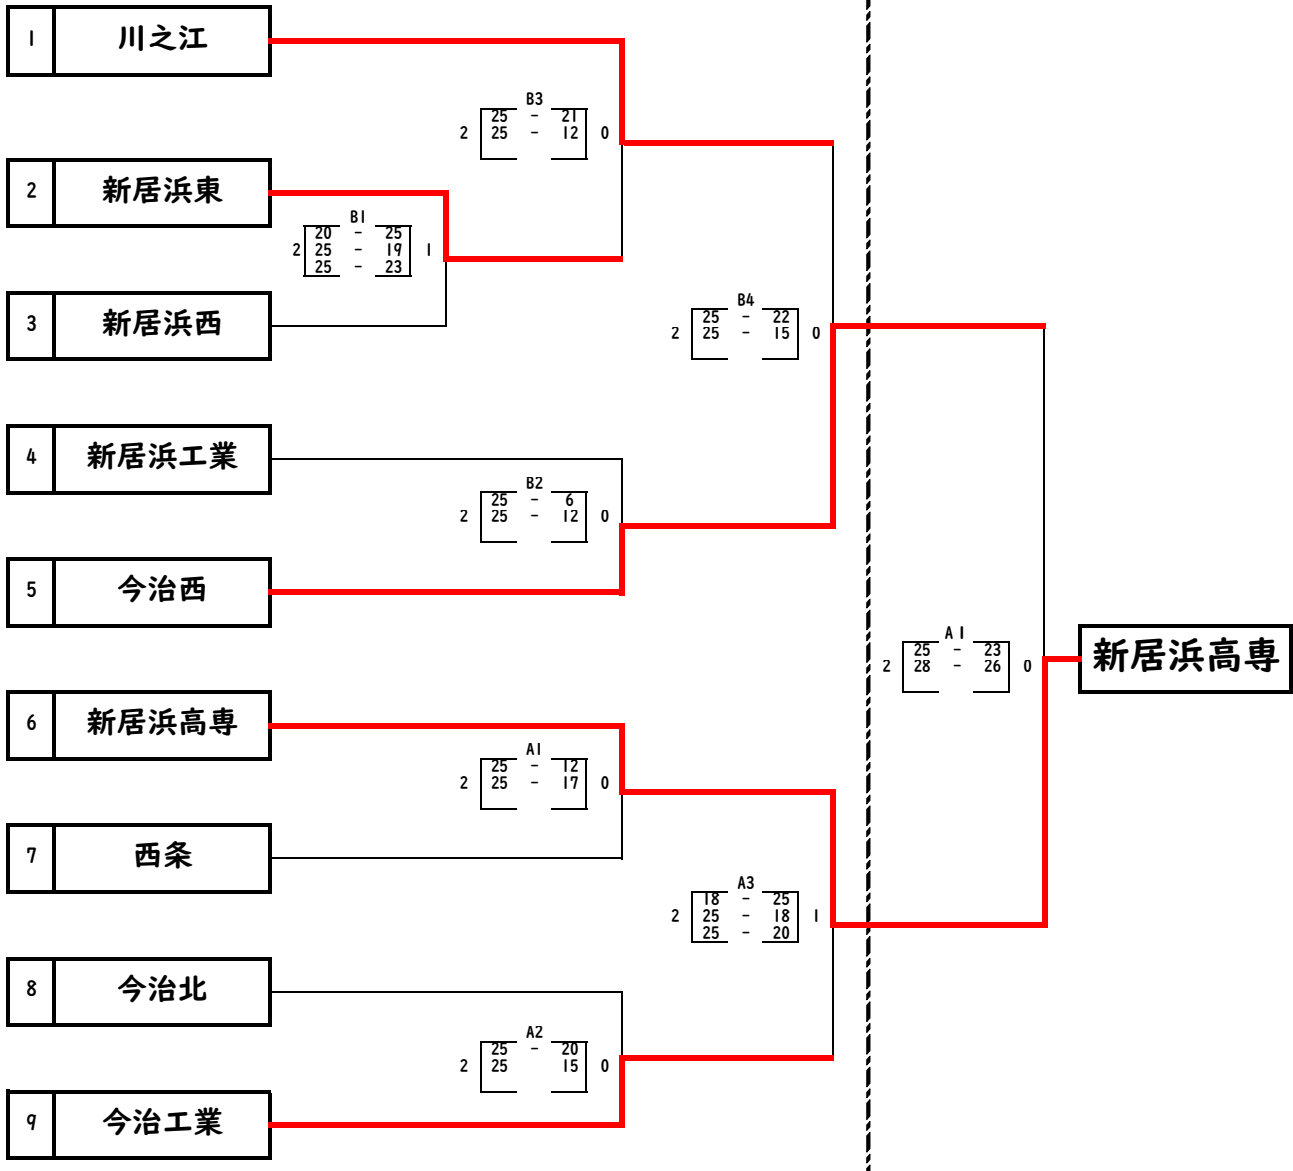 1 川之江
B3
25 - 21
2 25 - 12 0
2 新居浜東
B1
20 - 25
2 25 - 19 1
25 - 23
3 新居浜西
B4
25 - 22
2 25 - 15 0
4 新居浜工業
B2
25 - 6
2 25 - 12 0
5 今治西
A1
25 - 23
2 28 - 26 0
新居浜高専
6 新居浜高専
A1
25 - 12
2 25 - 17 0
7 西条
A3
18 - 25
2 25 - 18 1
25 - 20
8 今治北
A2
25 - 20
2 25 15 0
9 今治工業